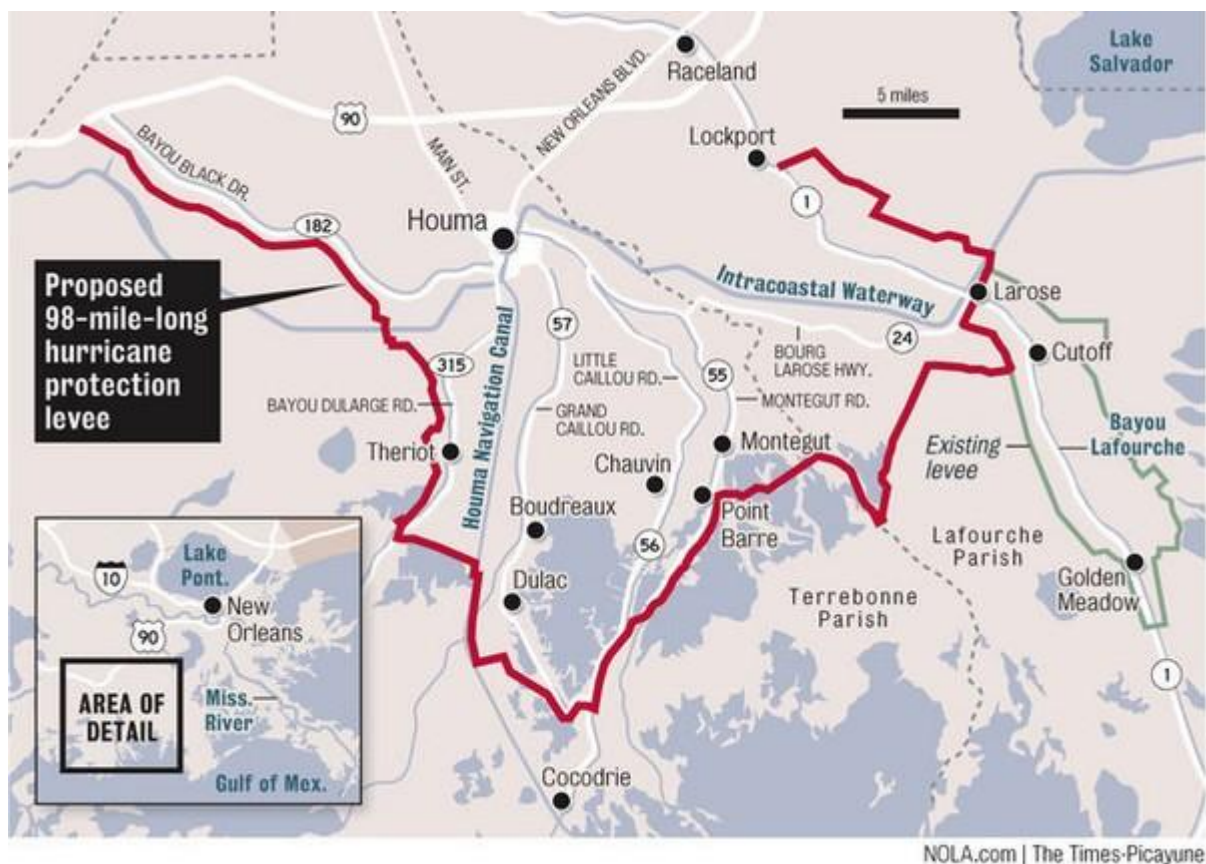 Lake
Salvador
Raceland
NEW ORLEANS BLVD.
5 miles
90
MAIN ST.
Lockport
BAYOU BLACK DR.
1
182
Houma
Proposed
98-mile-long
hurricane
protection
levee
Intracoastal Waterway
Larose
57
24
BOURG
LAROSE HWY.
Cutoff
315
LITTLE
CAILLOU RD.
55
BAYOU DULARGE RD.
Houma Navigation Canal
GRAND
CAILLOU RD.
MONTEGUT RD.
Bayou
Lafourche
Existing
levee
Theriot
Montegut
Chauvin
Point
Barre
Boudreaux
56
Lafourche
Parish
Golden
Meadow
Dulac
Terrebonne
Parish
1
Cocodrie
Lake
Pont.
10
New
Orleans
90
AREA OF
DETAIL
Miss.
River
Gulf of Mex.
NOLA.com | The Times-Picayune